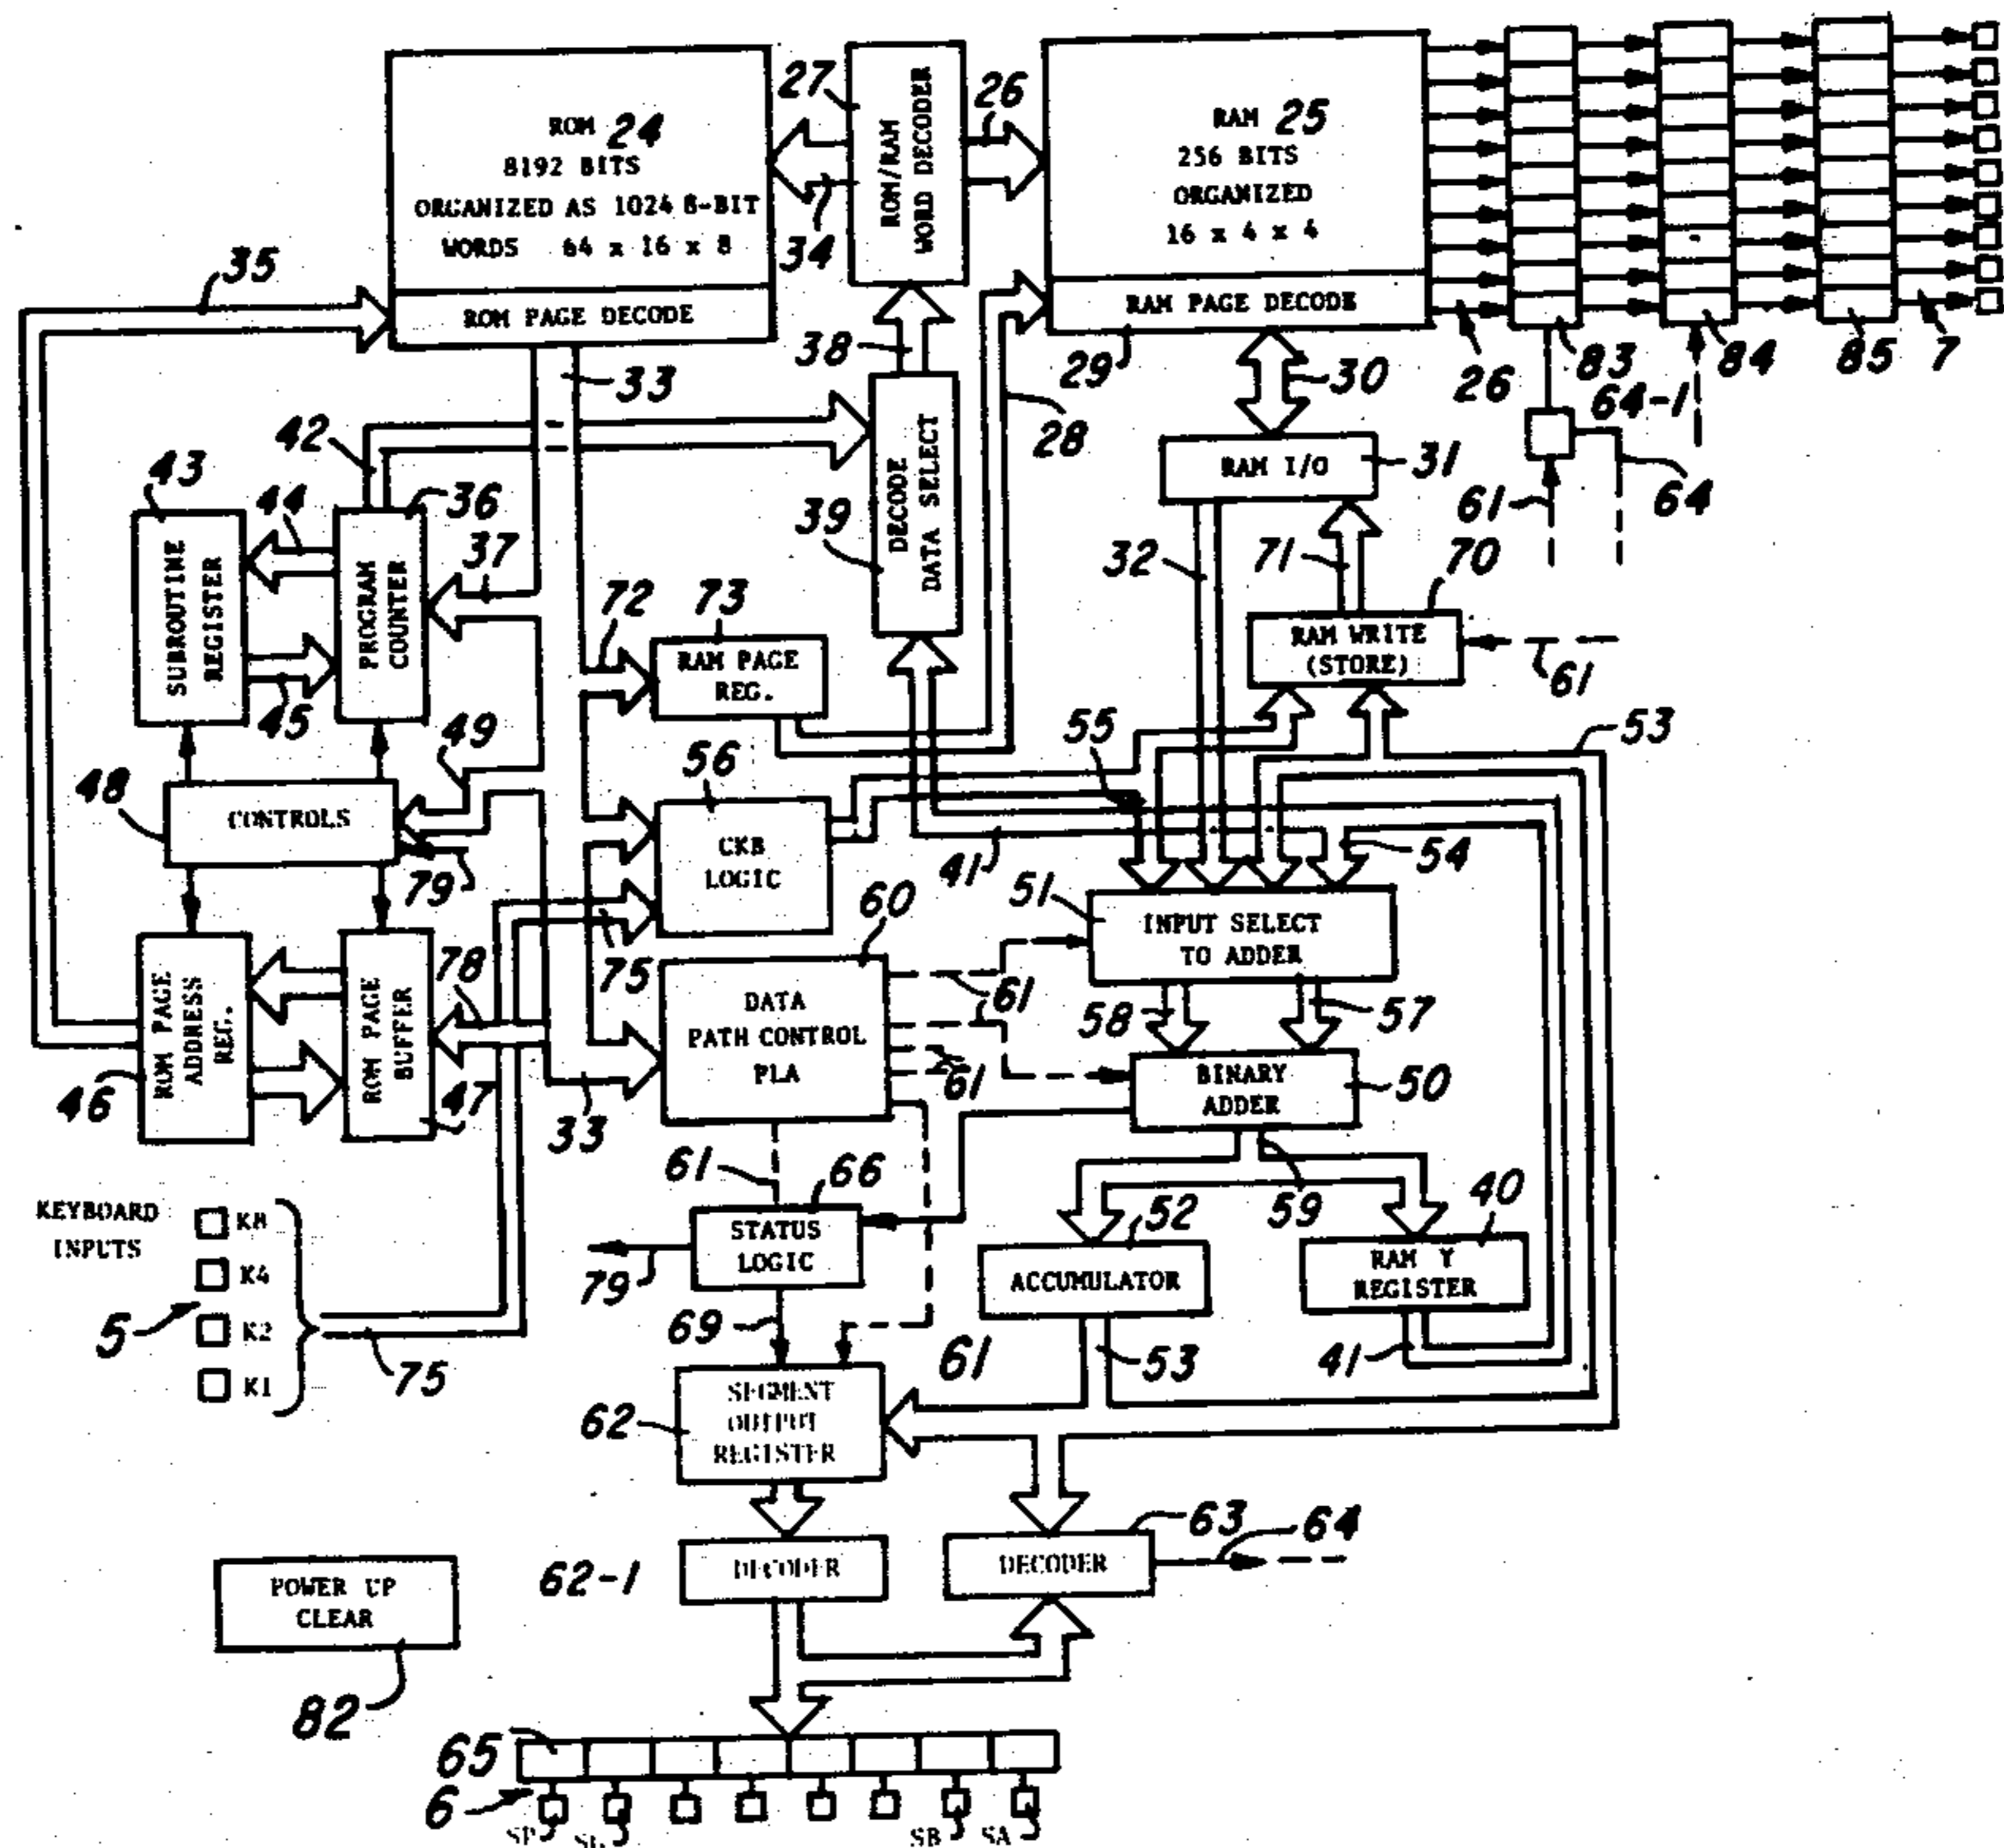 ROM 24
8192 BITS
ORGANIZED AS 1024 8-BIT
WORDS 64 x 16 x 8
ROM PAGE DECODE
27
ROM/RAM
WORD DECODER
26
34
RAM 25
256 BITS
ORGANIZED
16 x 4 x 4
RAM PAGE DECODE
29
26
83
84
85
7
64-1
61
64
35
33
38
28
30
42
43
44
36
37
SUBROUTINE
REGISTER
PROGRAM
COUNTER
45
39
DECODE
DATA SELECT
RAM I/O
31
32
71
70
RAM WRITE
(STORE)
61
72
73
RAM PAGE
REG.
49
48
CONTROLS
79
55
53
56
CKB
LOGIC
41
54
51
INPUT SELECT
TO ADDER
60
75
DATA
PATH CONTROL
PLA
61
61
58
57
BINARY
ADDER
50
78
46
ROM PAGE
ADDRESS
REG.
ROM PAGE
BUFFER
47
33
61
66
STATUS
LOGIC
79
69
59
52
ACCUMULATOR
40
RAM Y
REGISTER
41
53
61
KEYBOARD
INPUTS
K8
K4
K2
K1
5
75
62
SEGMENT
OUTPUT
REGISTER
62-1
DECODER
63
DECODER
64
POWER UP
CLEAR
82
65
6
SP
SB
SA